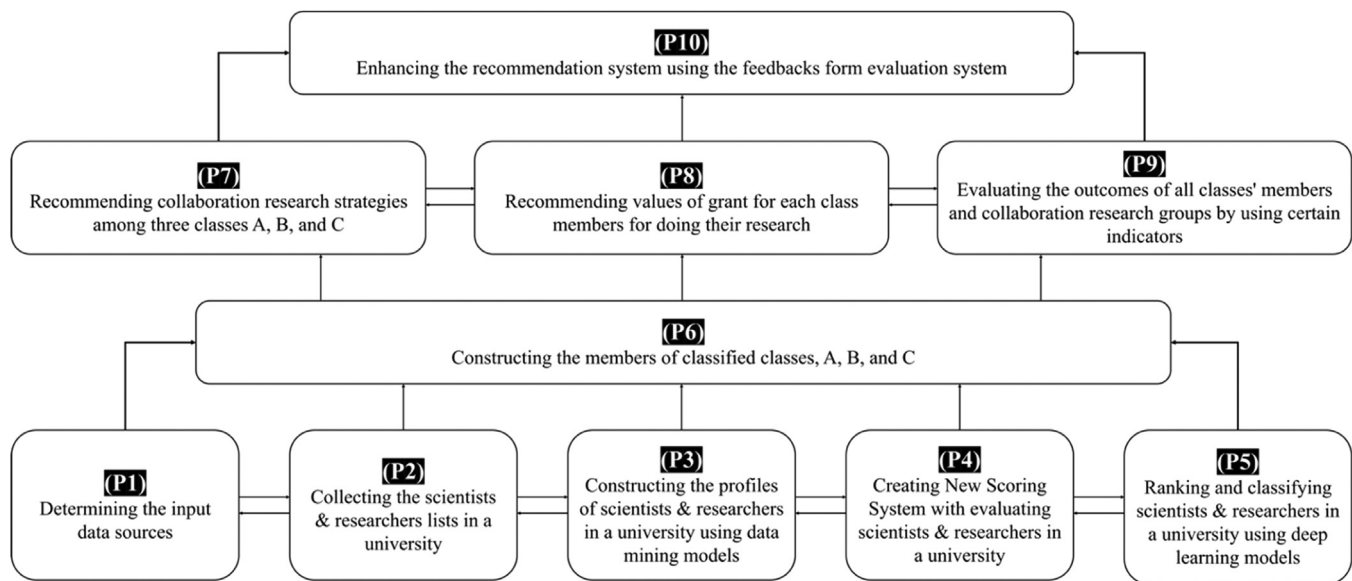 (P10)
Enhancing the recommendation system using the feedbacks form evaluation system
(P7)
Recommending collaboration research strategies
among three classes A, B, and C
(P8)
Recommending values of grant for each class
members for doing their research
(P9)
Evaluating the outcomes of all classes' members
and collaboration research groups by using certain
indicators
(P6)
Constructing the members of classified classes, A, B, and C
(P1)
Determining the input
data sources
(P2)
Collecting the scientists
& researchers lists in a
university
(P3)
Constructing the profiles
of scientists & researchers
in a university using data
mining models
(P4)
Creating New Scoring
System with evaluating
scientists & researchers in
a university
(P5)
Ranking and classifying
scientists & researchers in
a university using deep
learning models